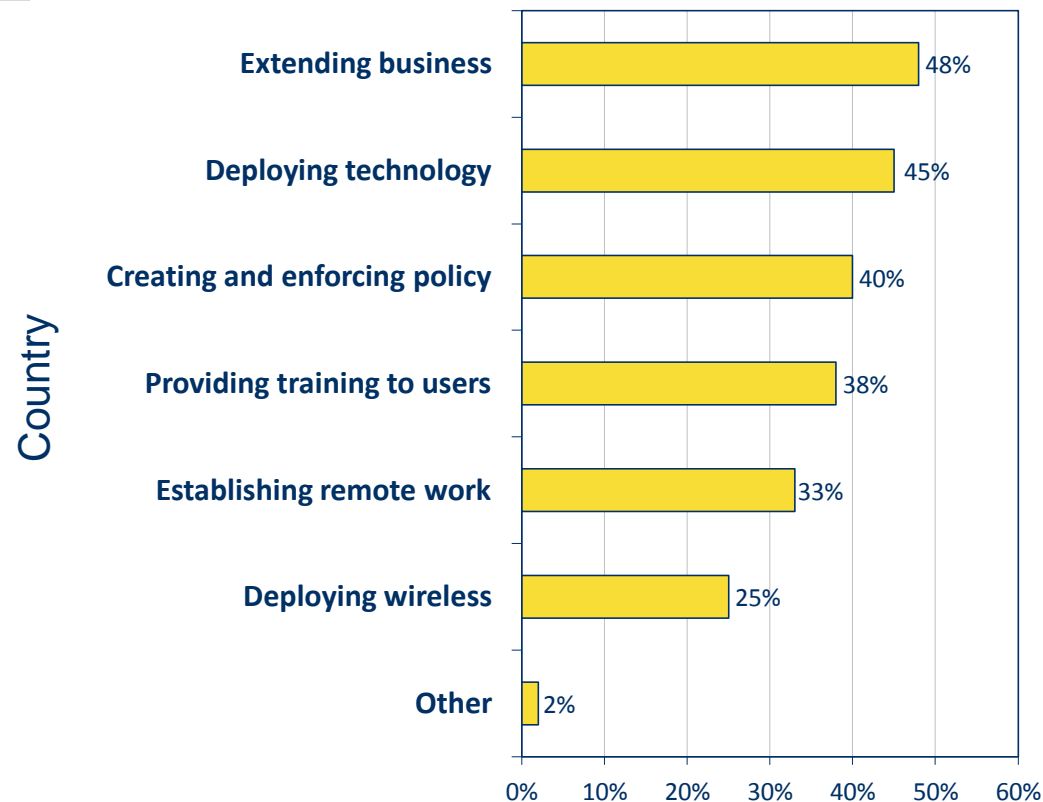 Extending business
48%
Deploying technology
45%
Creating and enforcing policy
40%
Country
Providing training to users
38%
Establishing remote work
33%
Deploying wireless
25%
Other
2%
0% 10% 20% 30% 40% 50% 60%